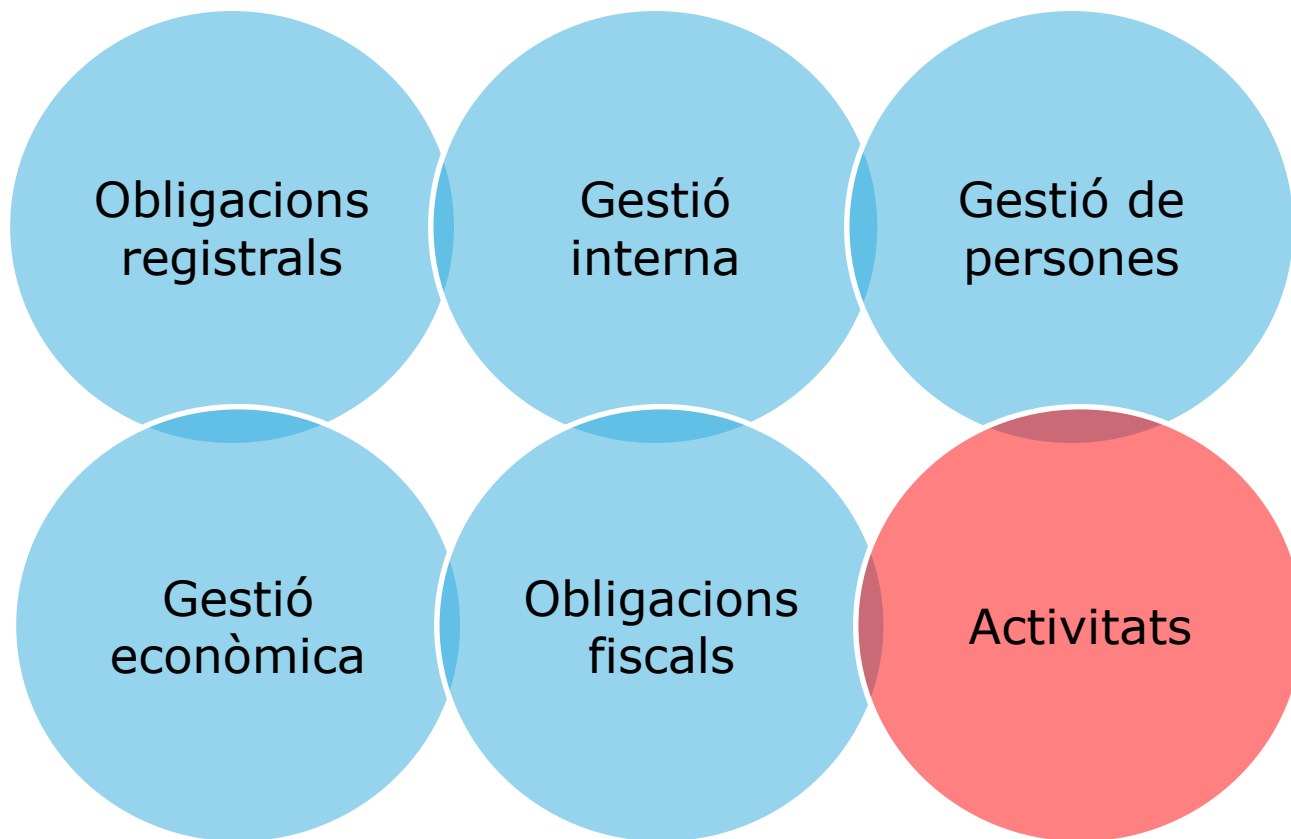 Obligacions
registrals
Gestió
interna
Gestió de
persones
Gestió
econòmica
Obligacions
fiscals
Activitats